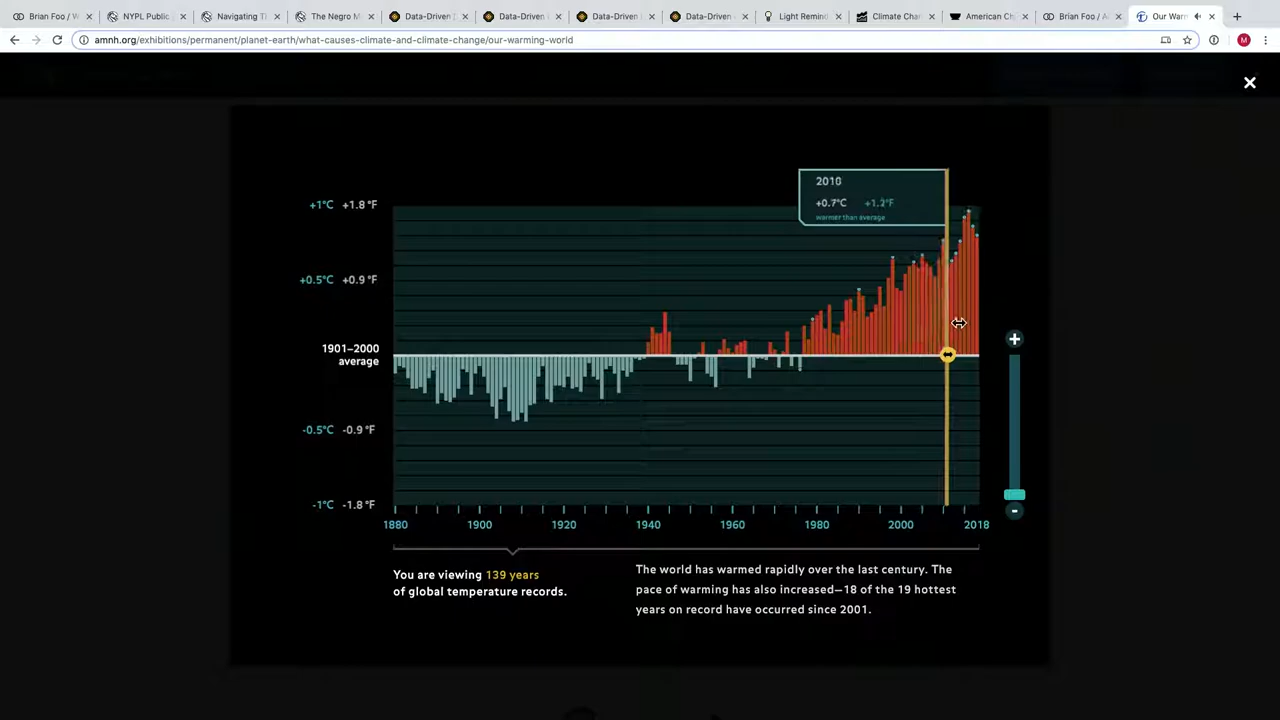 Brian Foo / W
NYPL Public
Navigating T
The Negro M
Data-Driven
Data-Driven
Data-Driven
Data-Driven
Light Remind
Climate Chan
American Ch
Brian Foo / A
Our Warm
amnh.org/exhibitions/permanent/planet-earth/what-causes-climate-and-climate-change/our-warming-world
M
+1°C +1.8 °F
+0.5°C +0.9 °F
1901–2000
average
-0.5°C -0.9 °F
-1°C -1.8 °F
+0.7°C +1.2°F
warmer than average
+
-
1880 1900 1920 1940 1960 1980 2000 2018
You are viewing 139 years
of global temperature records.
The world has warmed rapidly over the last century. The
pace of warming has also increased—18 of the 19 hottest
years on record have occurred since 2001.